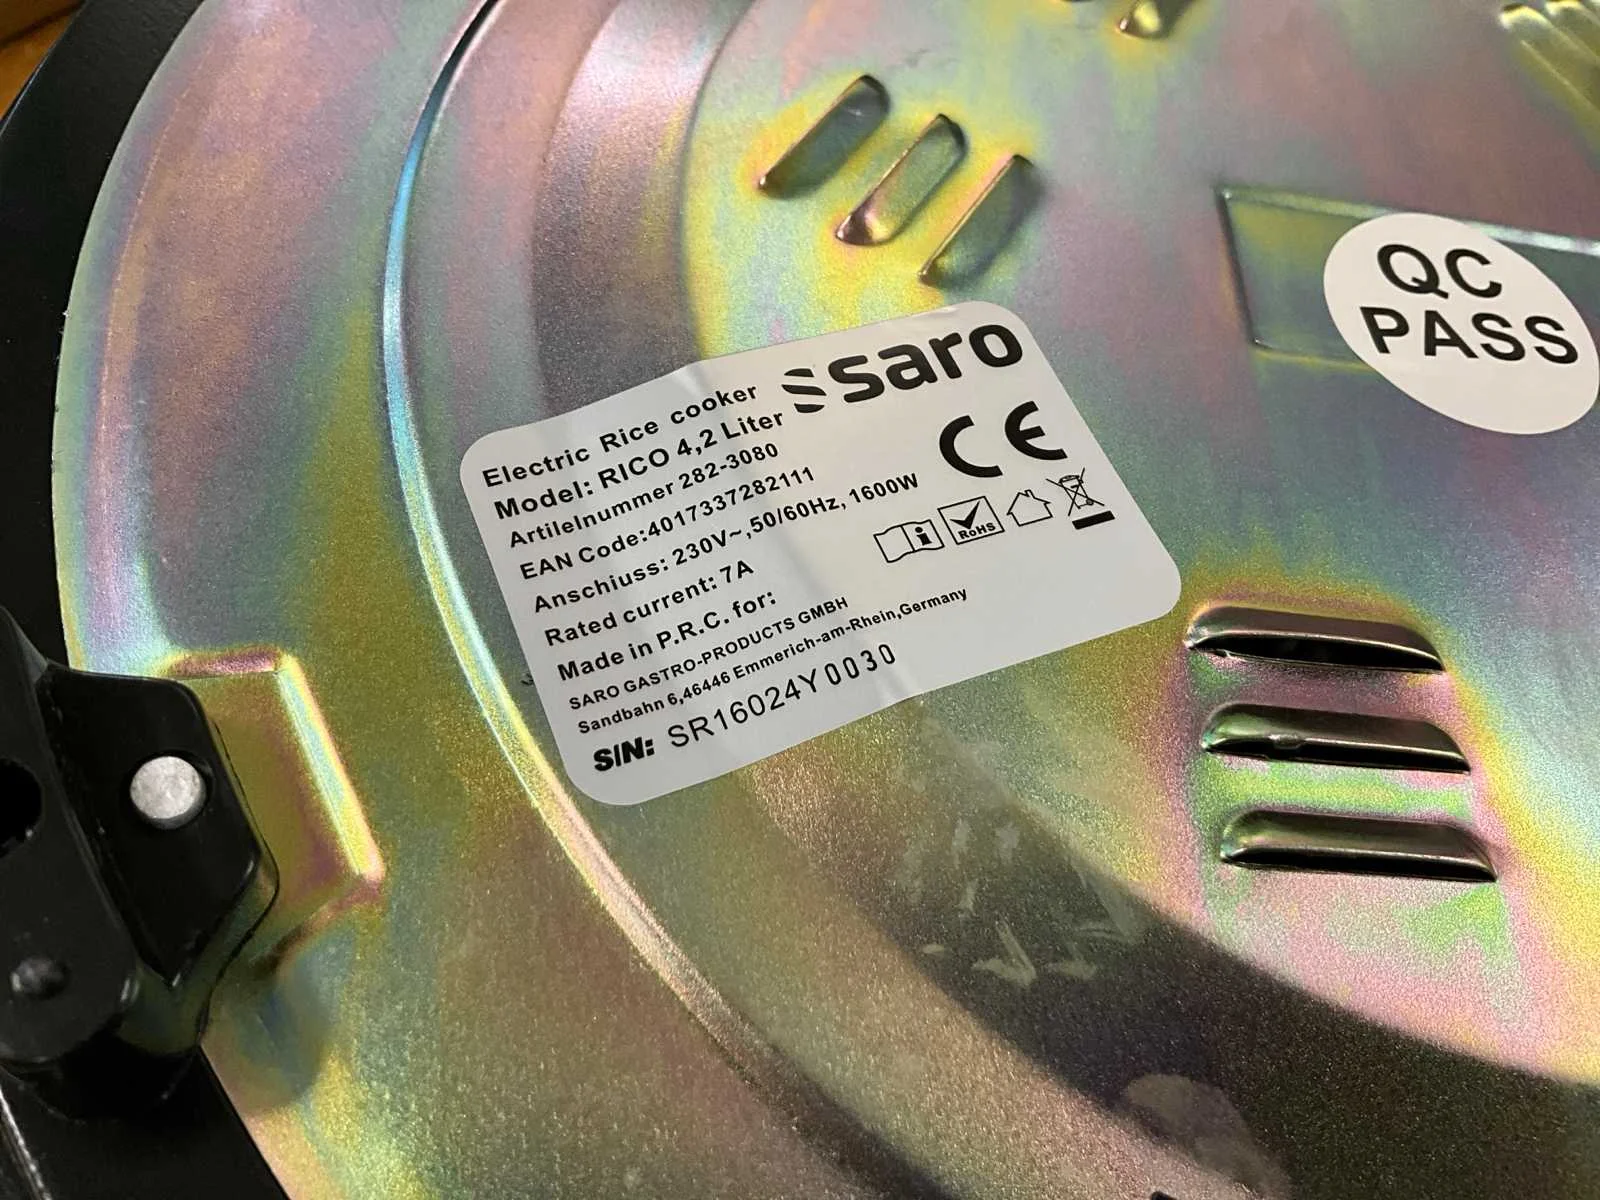 saro
Electric Rice cooker
Model: RICO 4,2 Liter
Artilelnummer 282-3080
EAN Code:4017337282111
Anschiuss: 230V~,50/60Hz, 1600W
Rated current: 7A
Made in P.R.C. for:
SARO GASTRO-PRODUCTS GMBH
Sandbahn 6,46446 Emmerich-am-Rhein,Germany
S/N: SR16024Y0030
CE
i
RoHS
QC
PASS